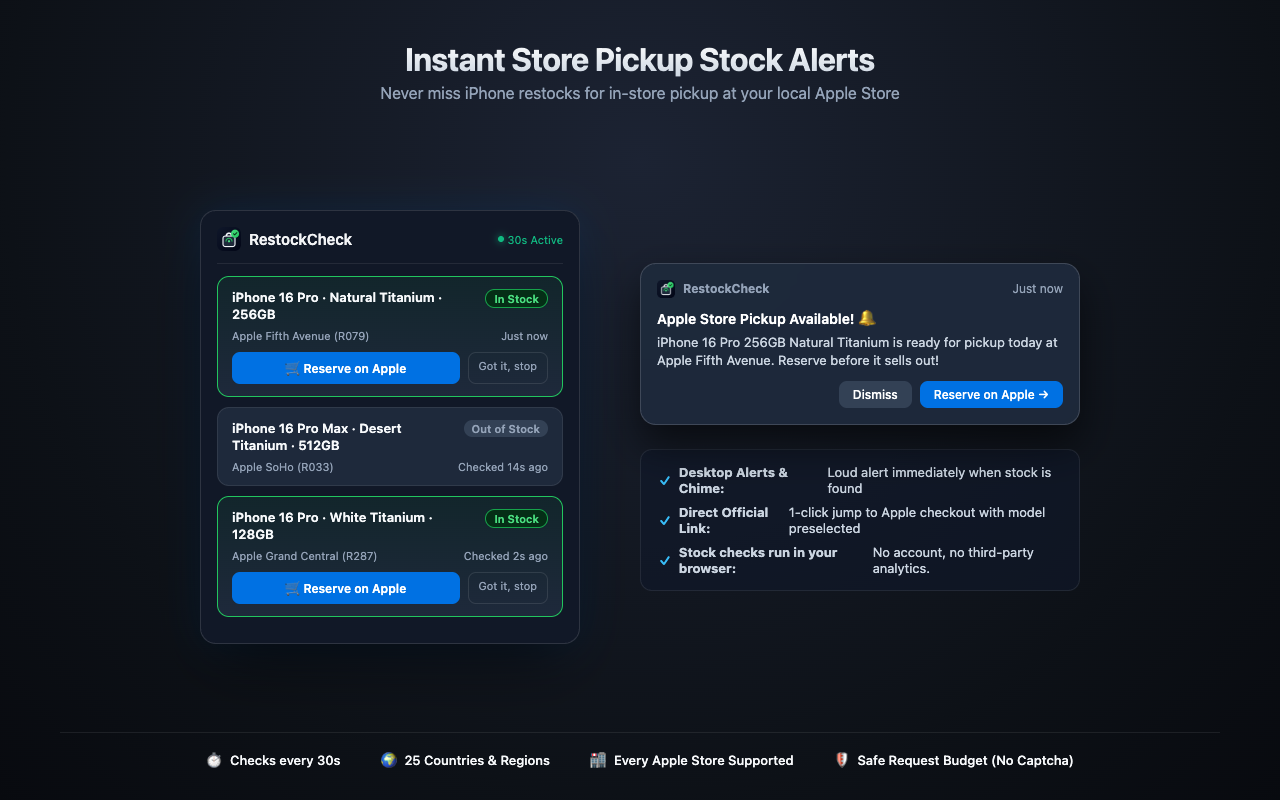 Instant Store Pickup Stock Alerts
Never miss iPhone restocks for in-store pickup at your local Apple Store
RestockCheck
30s Active
iPhone 16 Pro · Natural Titanium ·
256GB
In Stock
Apple Fifth Avenue (R079)
Just now
🛒 Reserve on Apple
Got it, stop
iPhone 16 Pro Max · Desert
Titanium · 512GB
Out of Stock
Apple SoHo (R033)
Checked 14s ago
iPhone 16 Pro · White Titanium ·
128GB
In Stock
Apple Grand Central (R287)
Checked 2s ago
🛒 Reserve on Apple
Got it, stop
RestockCheck
Just now
Apple Store Pickup Available! 🔔
iPhone 16 Pro 256GB Natural Titanium is ready for pickup today at
Apple Fifth Avenue. Reserve before it sells out!
Dismiss
Reserve on Apple →
Desktop Alerts &
Chime:
Loud alert immediately when stock is
found
Direct Official
Link:
1-click jump to Apple checkout with model
preselected
Stock checks run in your
browser:
No account, no third-party
analytics.
Checks every 30s
25 Countries & Regions
Every Apple Store Supported
Safe Request Budget (No Captcha)